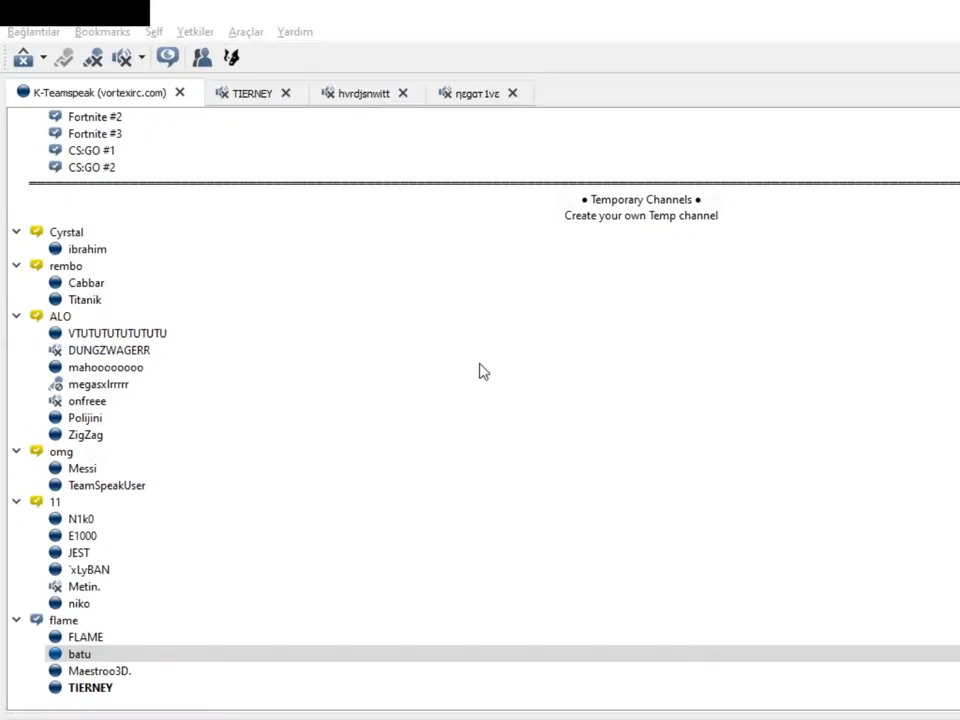 Bağlantılar Bookmarks Self Yetkiler Araçlar Yardım
K-Teamspeak (vortexirc.com) TIERNEY hvrdjsnwitt ηεgατ1νε
Fortnite #2
Fortnite #3
CS:GO #1
CS:GO #2
● Temporary Channels ●
Create your own Temp channel
Cyrstal
ibrahim
rembo
Cabbar
Titanik
ALO
VTUTUTUTUTUTUTU
DUNGZWAGERR
mahoooooooo
megasxlrrrrr
onfreee
Polijini
ZigZag
omg
Messi
TeamSpeakUser
11
N1k0
E1000
JEST
`xLyBAN
Metin.
niko
flame
FLAME
batu
Maestroo3D.
TIERNEY